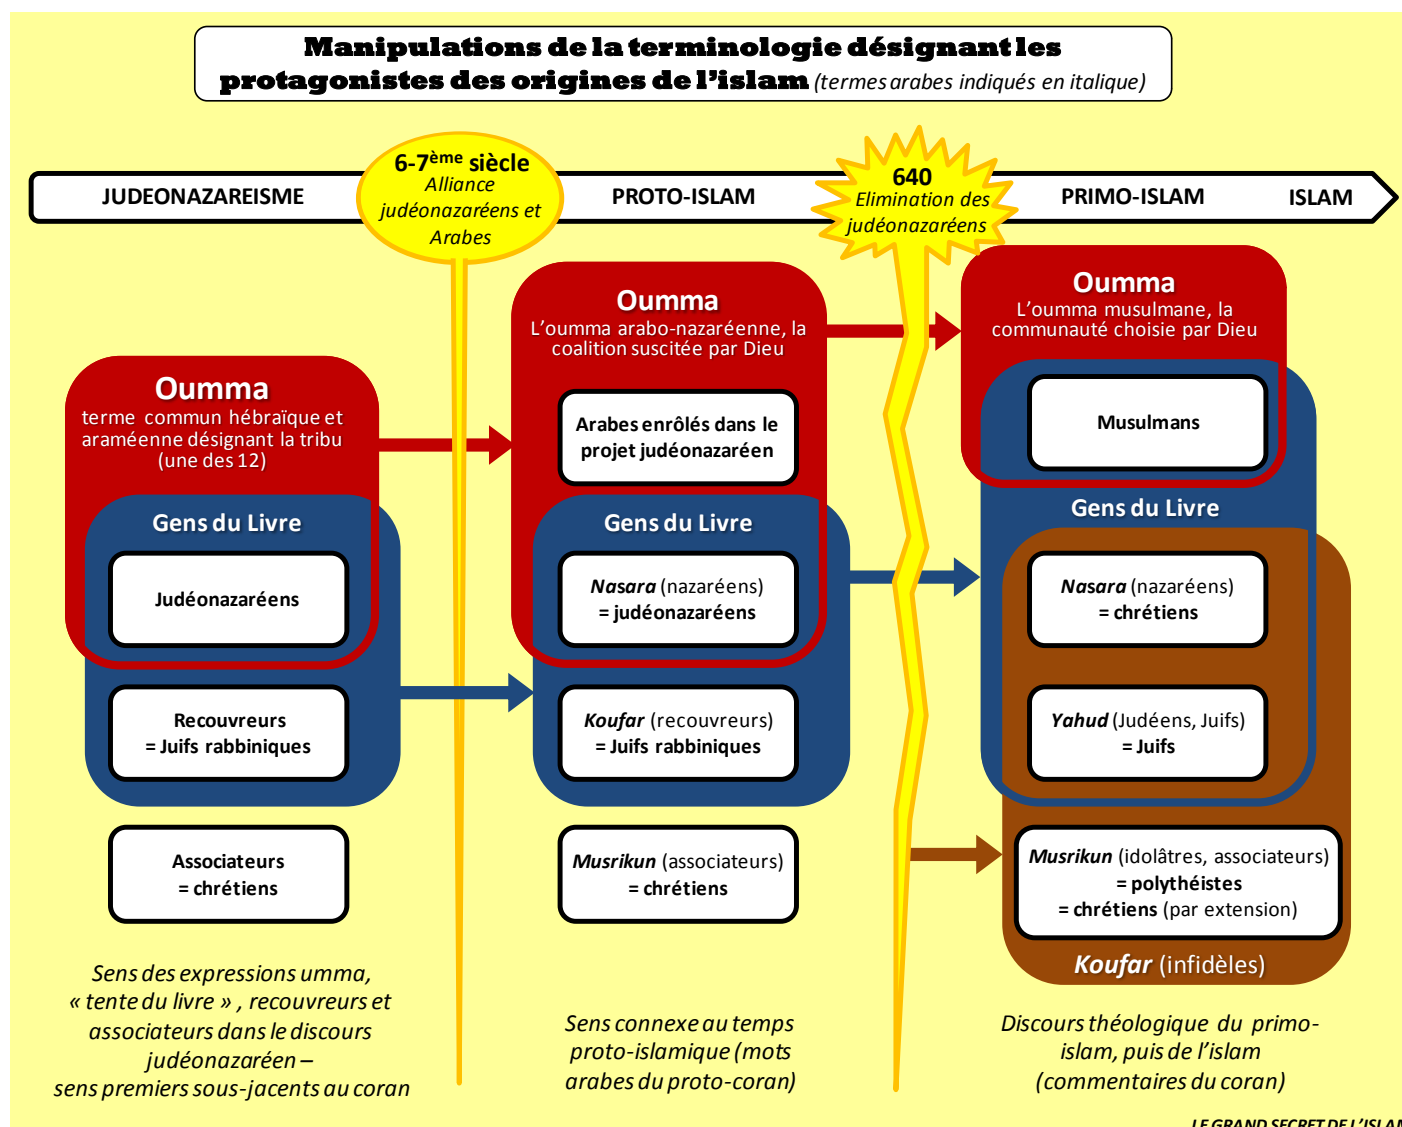 Manipulations de la terminologie désignant les
protagonistes des origines de l'islam (termes arabes indiqués en italique)
JUDEONAZAREISME
6-7ème siècle
Alliance
judéonazaréens et
Arabes
PROTO-ISLAM
640
Elimination des
judéonazaréens
PRIMO-ISLAM
ISLAM
Oumma
terme commun hébraïque et
araméenne désignant la tribu
(une des 12)
Gens du Livre
Judéonazaréens
Recouvreurs
= Juifs rabbiniques
Associateurs
= chrétiens
Sens des expressions umma,
« tente du livre » , recouvreurs et
associateurs dans le discours
judéonazaréen –
sens premiers sous-jacents au coran
Oumma
L'oumma arabo-nazaréenne, la
coalition suscitée par Dieu
Arabes enrôlés dans le
projet judéonazaréen
Gens du Livre
Nasara (nazaréens)
= judéonazaréens
Koufar (recouvreurs)
= Juifs rabbiniques
Musrikun (associateurs)
= chrétiens
Sens connexe au temps
proto-islamique (mots
arabes du proto-coran)
Oumma
L'oumma musulmane, la
communauté choisie par Dieu
Musulmans
Gens du Livre
Nasara (nazaréens)
= chrétiens
Yahud (Judéens, Juifs)
= Juifs
Musrikun (idolâtres, associateurs)
= polythéistes
= chrétiens (par extension)
Koufar (infidèles)
Discours théologique du primo-
islam, puis de l'islam
(commentaires du coran)
LE GRAND SECRET DE L'ISLAM